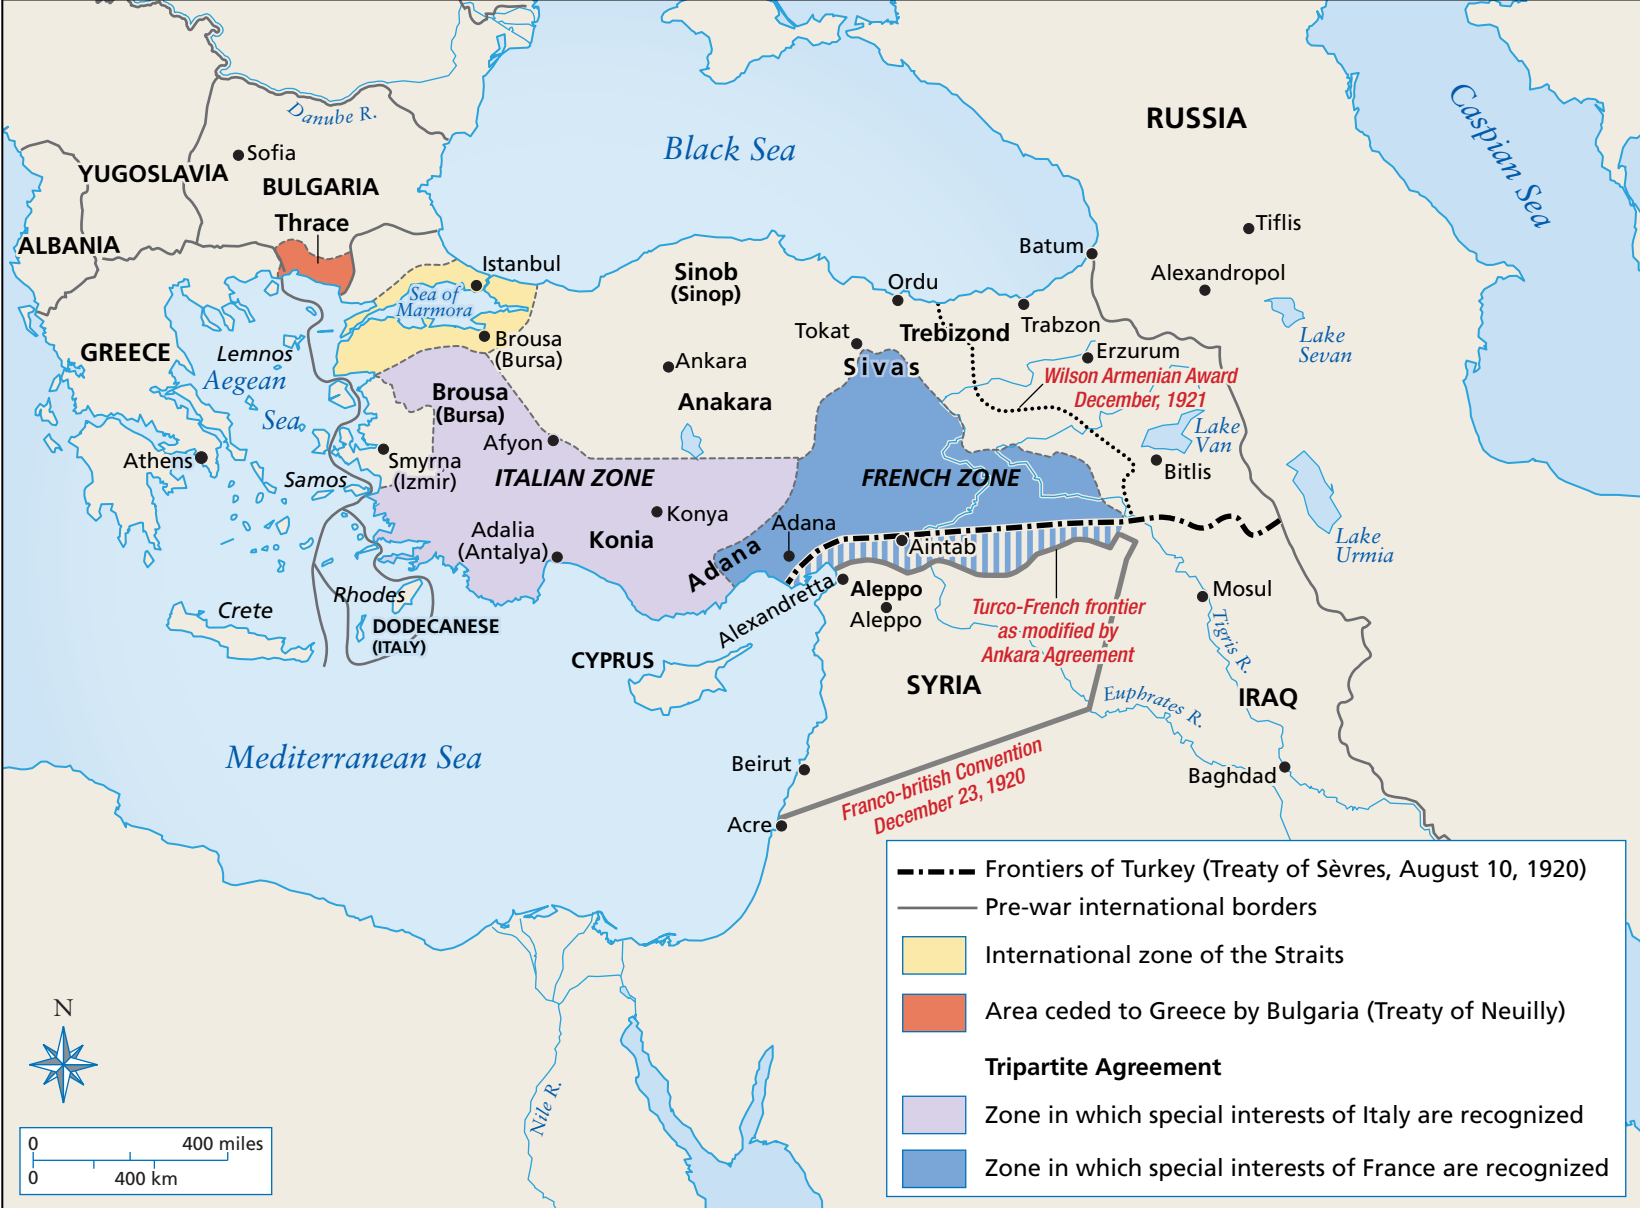 Danube R.
Sofia
YUGOSLAVIA
BULGARIA
Thrace
ALBANIA
GREECE
Lemnos
Aegean
Sea
Athens
Samos
Crete
Rhodes
DODECANESE
(ITALY)
Mediterranean Sea
Black Sea
Istanbul
Sea of
Marmora
Brousa
(Bursa)
Brousa
(Bursa)
Smyrna
(Izmir)
Afyon
ITALIAN ZONE
Adalia
(Antalya)
Konya
Konia
Sinob
(Sinop)
Ankara
Anakara
Tokat
Sivas
Ordu
Trebizond
Trabzon
Batum
RUSSIA
Caspian Sea
Tiflis
Alexandropol
Lake
Sevan
Erzurum
Wilson Armenian Award
December, 1921
Lake
Van
Bitlis
Lake
Urmia
FRENCH ZONE
Adana
Adana
Aintab
Alexandretta
Aleppo
Aleppo
Turco-French frontier
as modified by
Ankara Agreement
Mosul
Tigris R.
IRAQ
Euphrates R.
Baghdad
SYRIA
CYPRUS
Beirut
Acre
Franco-british Convention
December 23, 1920
Nile R.
N
0 400 miles
0 400 km
Frontiers of Turkey (Treaty of Sèvres, August 10, 1920)
Pre-war international borders
International zone of the Straits
Area ceded to Greece by Bulgaria (Treaty of Neuilly)
Tripartite Agreement
Zone in which special interests of Italy are recognized
Zone in which special interests of France are recognized